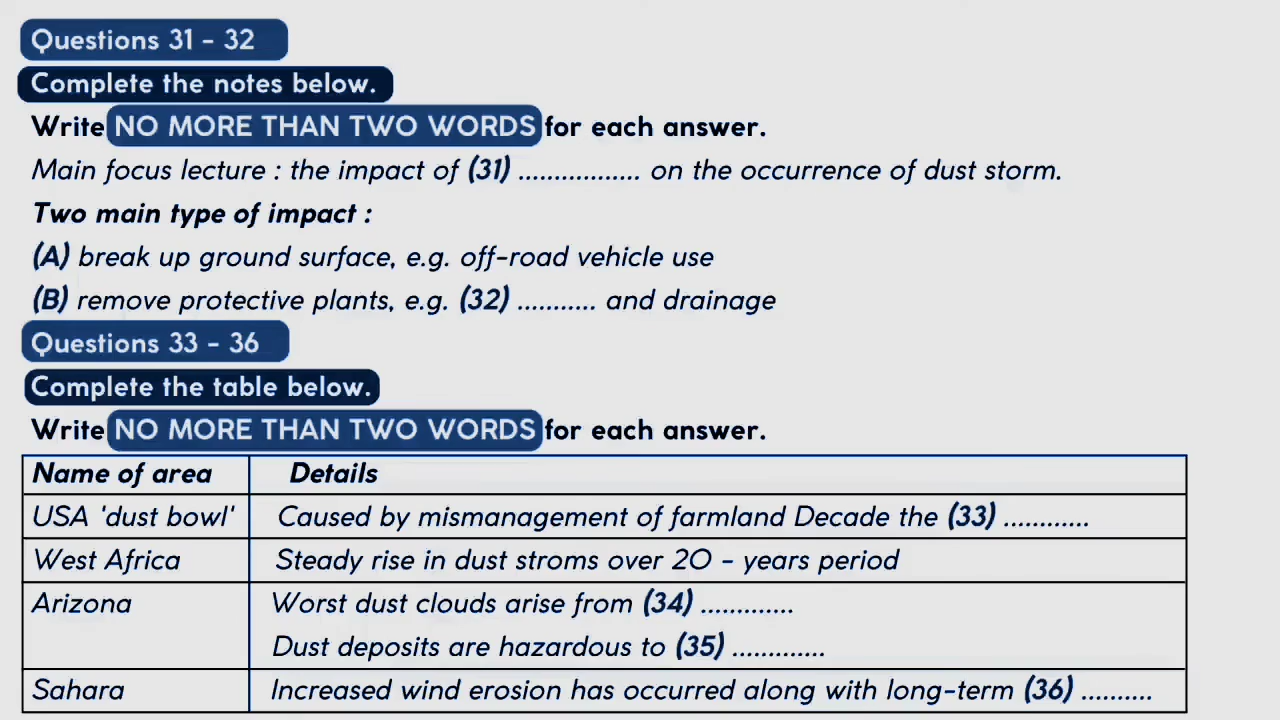 Questions 31 - 32
Complete the notes below.
Write NO MORE THAN TWO WORDS for each answer.
Main focus lecture : the impact of (31) ................. on the occurrence of dust storm.
Two main type of impact :
(A) break up ground surface, e.g. off-road vehicle use
(B) remove protective plants, e.g. (32) ........... and drainage
Questions 33 - 36
Complete the table below.
Write NO MORE THAN TWO WORDS for each answer.
Name of area Details
USA 'dust bowl' Caused by mismanagement of farmland Decade the (33) ............
West Africa Steady rise in dust stroms over 20 - years period
Arizona Worst dust clouds arise from (34) .............
Dust deposits are hazardous to (35) .............
Sahara Increased wind erosion has occurred along with long-term (36) ..........